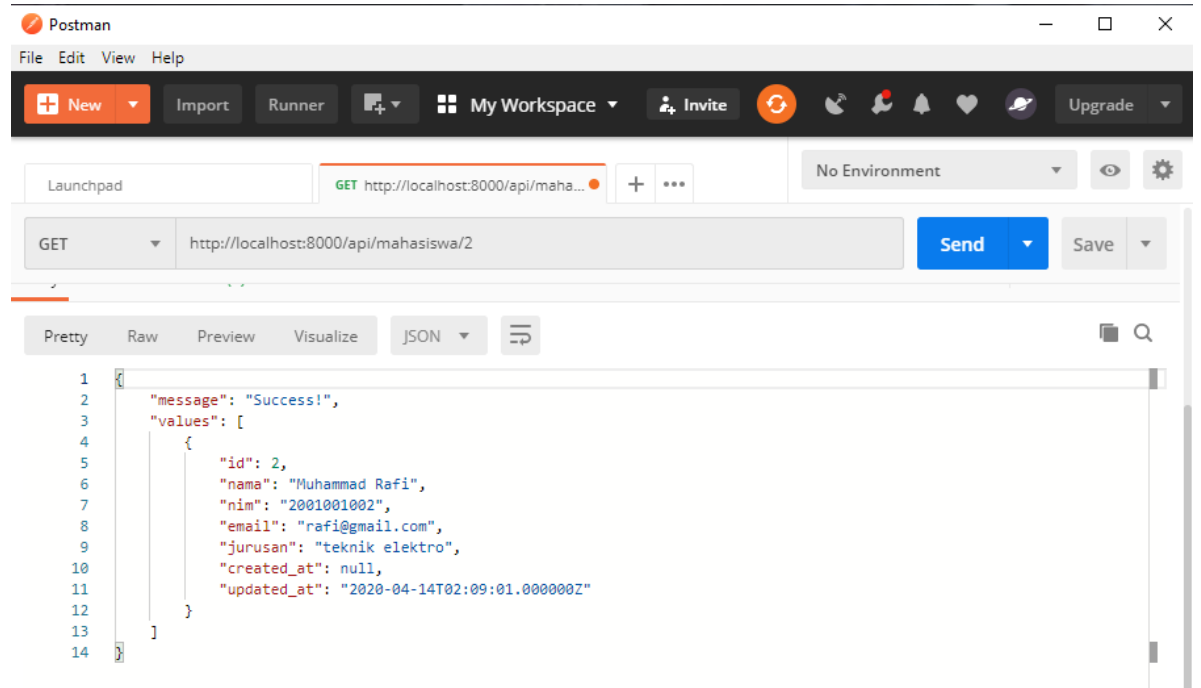 Postman
File Edit View Help
New Import Runner My Workspace Invite Upgrade
Launchpad GET http://localhost:8000/api/maha... No Environment
GET http://localhost:8000/api/mahasiswa/2 Send Save
Pretty Raw Preview Visualize JSON
1 {
2 "message": "Success!",
3 "values": [
4 {
5 "id": 2,
6 "nama": "Muhammad Rafi",
7 "nim": "2001001002",
8 "email": "rafi@gmail.com",
9 "jurusan": "teknik elektro",
10 "created_at": null,
11 "updated_at": "2020-04-14T02:09:01.000000Z"
12 }
13 ]
14 }